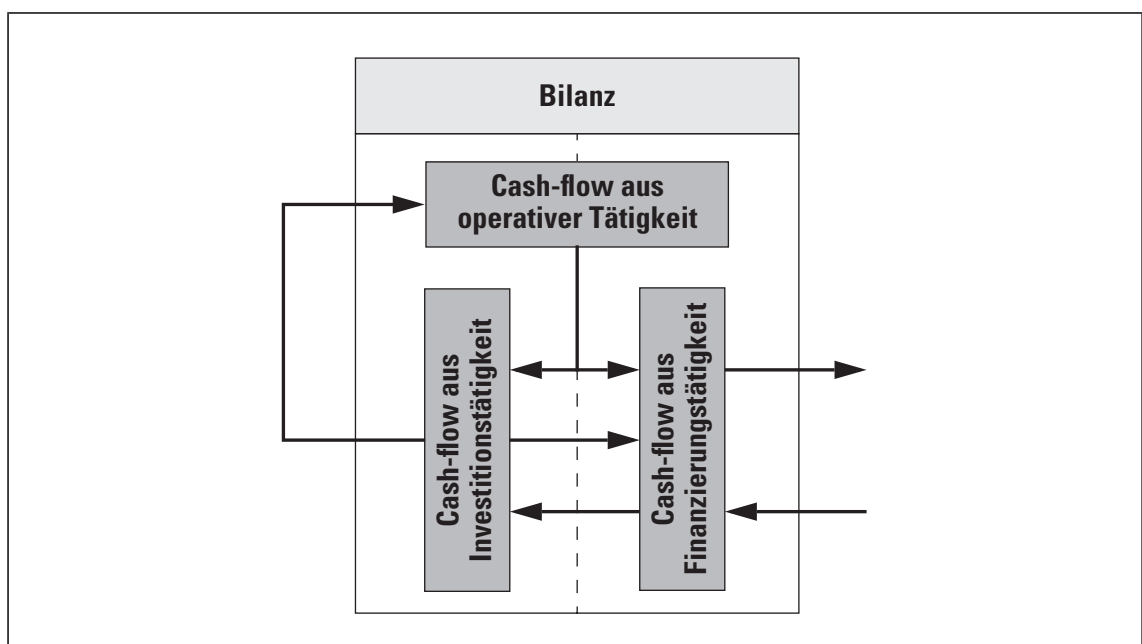 Bilanz
Cash-flow aus
operativer Tätigkeit
Cash-flow aus
Investitionstätigkeit
Cash-flow aus
Finanzierungstätigkeit